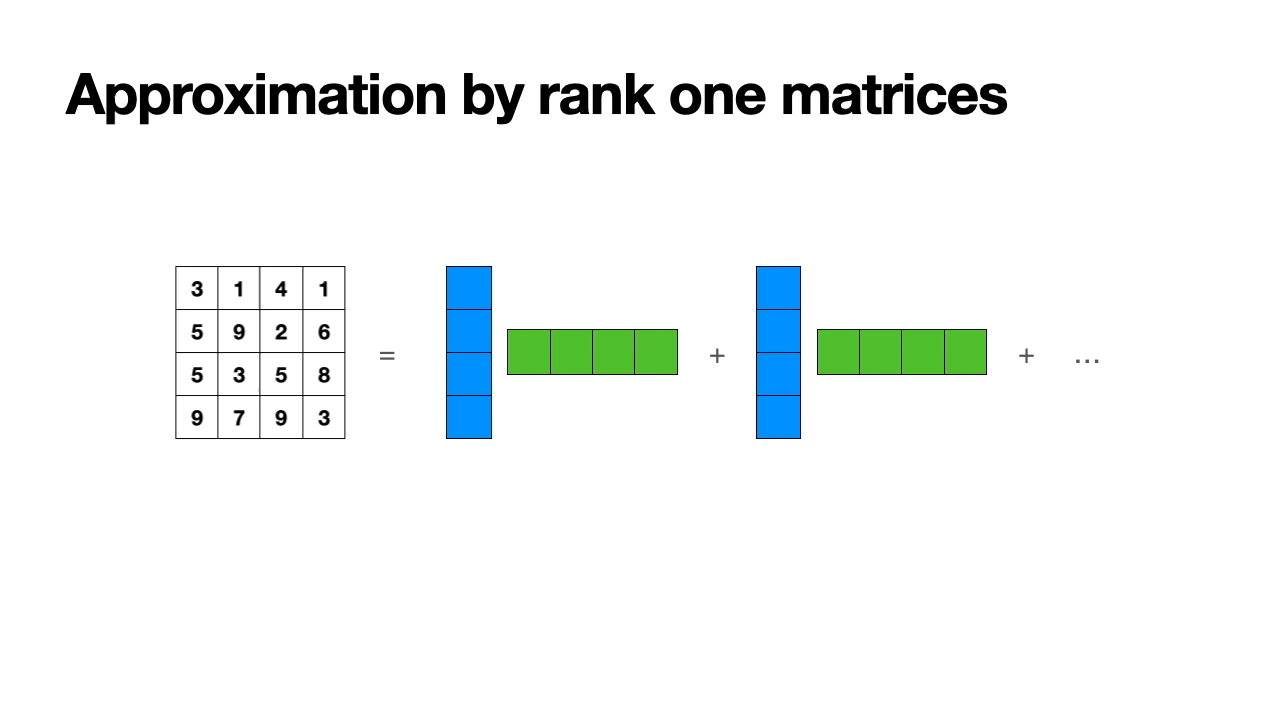 Approximation by rank one matrices
3 1 4 1
5 9 2 6
5 3 5 8
9 7 9 3
= + + ...